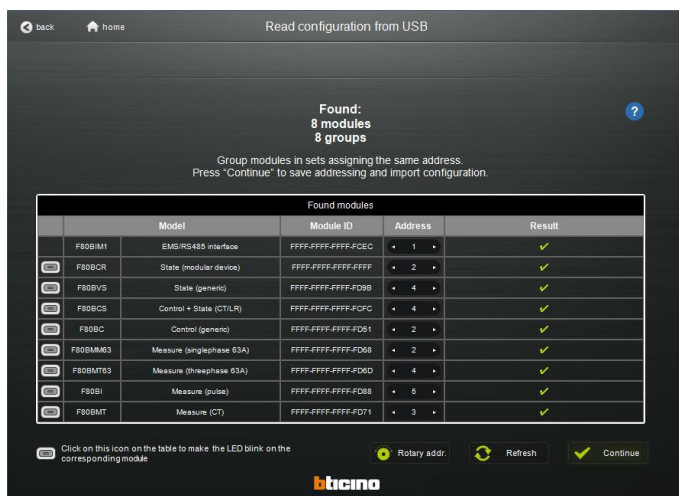 back home Read configuration from USB
Found:
8 modules
8 groups
?
Group modules in sets assigning the same address.
Press "Continue" to save addressing and import configuration.
Found modules
Model Module ID Address Result
F80BIM1 EMS/RS485 interface FFFF-FFFF-FFFF-FCEC 1
F80BCR State (modular device) FFFF-FFFF-FFFF-FFFF 2
F80BVS State (generic) FFFF-FFFF-FFFF-FD9B 4
F80BCS Control + State (CT/LR) FFFF-FFFF-FFFF-FCFC 4
F80BC Control (generic) FFFF-FFFF-FFFF-FD51 2
F80BMM63 Measure (singlephase 63A) FFFF-FFFF-FFFF-FD68 2
F80BMT63 Measure (threephase 63A) FFFF-FFFF-FFFF-FD6D 4
F80BI Measure (pulse) FFFF-FFFF-FFFF-FD88 5
F80BMT Measure (CT) FFFF-FFFF-FFFF-FD71 3
Click on this icon on the table to make the LED blink on the
corresponding module
Rotary addr. Refresh Continue
bticino